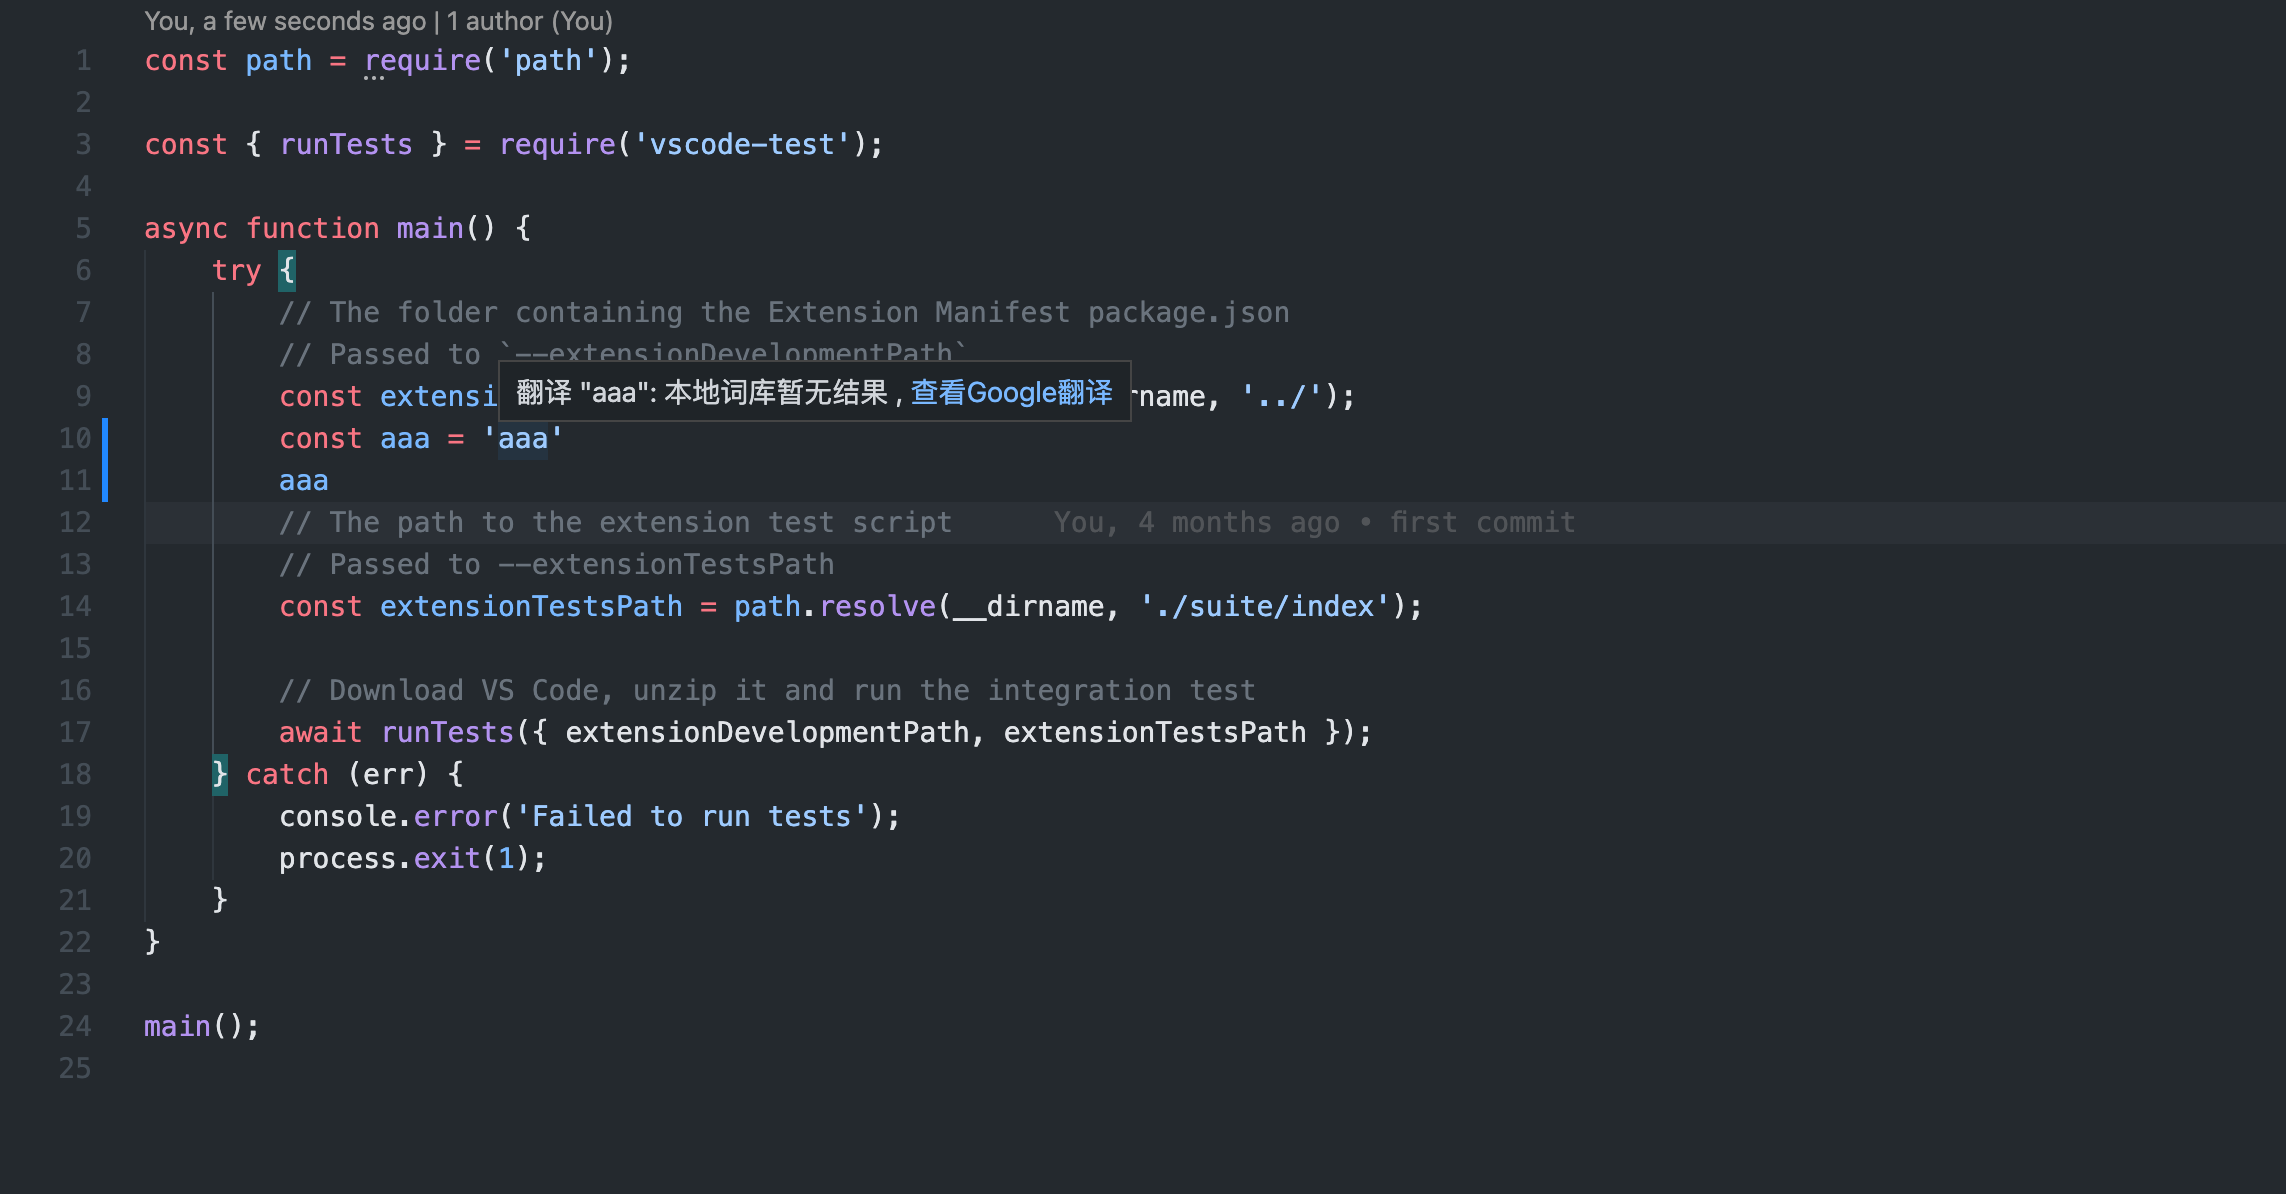 You, a few seconds ago | 1 author (You)
1 const path = require('path');
2
3 const { runTests } = require('vscode-test');
4
5 async function main() {
6 try {
7 // The folder containing the Extension Manifest package.json
8 // Passed to `--extensionDevelopmentPath`
翻译 "aaa": 本地词库暂无结果 , 查看Google翻译
9 const extensi rname, '../');
10 const aaa = 'aaa'
11 aaa
12 // The path to the extension test script You, 4 months ago • first commit
13 // Passed to --extensionTestsPath
14 const extensionTestsPath = path.resolve(__dirname, './suite/index');
15
16 // Download VS Code, unzip it and run the integration test
17 await runTests({ extensionDevelopmentPath, extensionTestsPath });
18 } catch (err) {
19 console.error('Failed to run tests');
20 process.exit(1);
21 }
22 }
23
24 main();
25